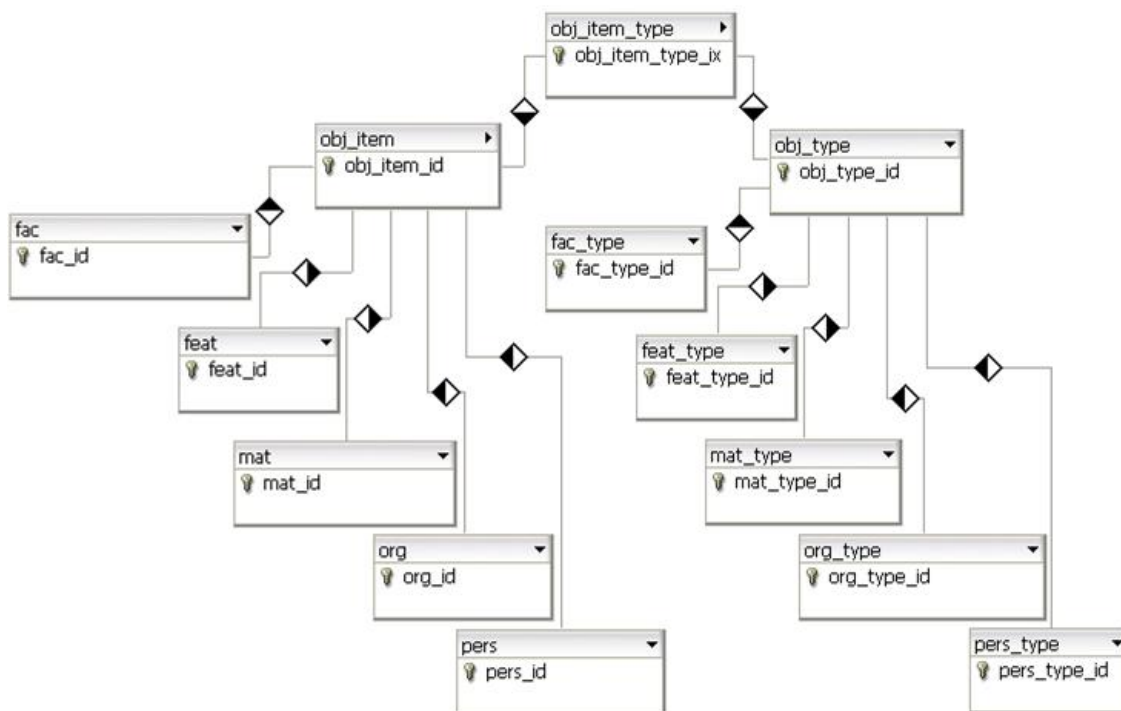 obj_item_type
obj_item_type_ix
obj_item
obj_item_id
obj_type
obj_type_id
fac
fac_id
fac_type
fac_type_id
feat
feat_id
feat_type
feat_type_id
mat
mat_id
mat_type
mat_type_id
org
org_id
org_type
org_type_id
pers
pers_id
pers_type
pers_type_id